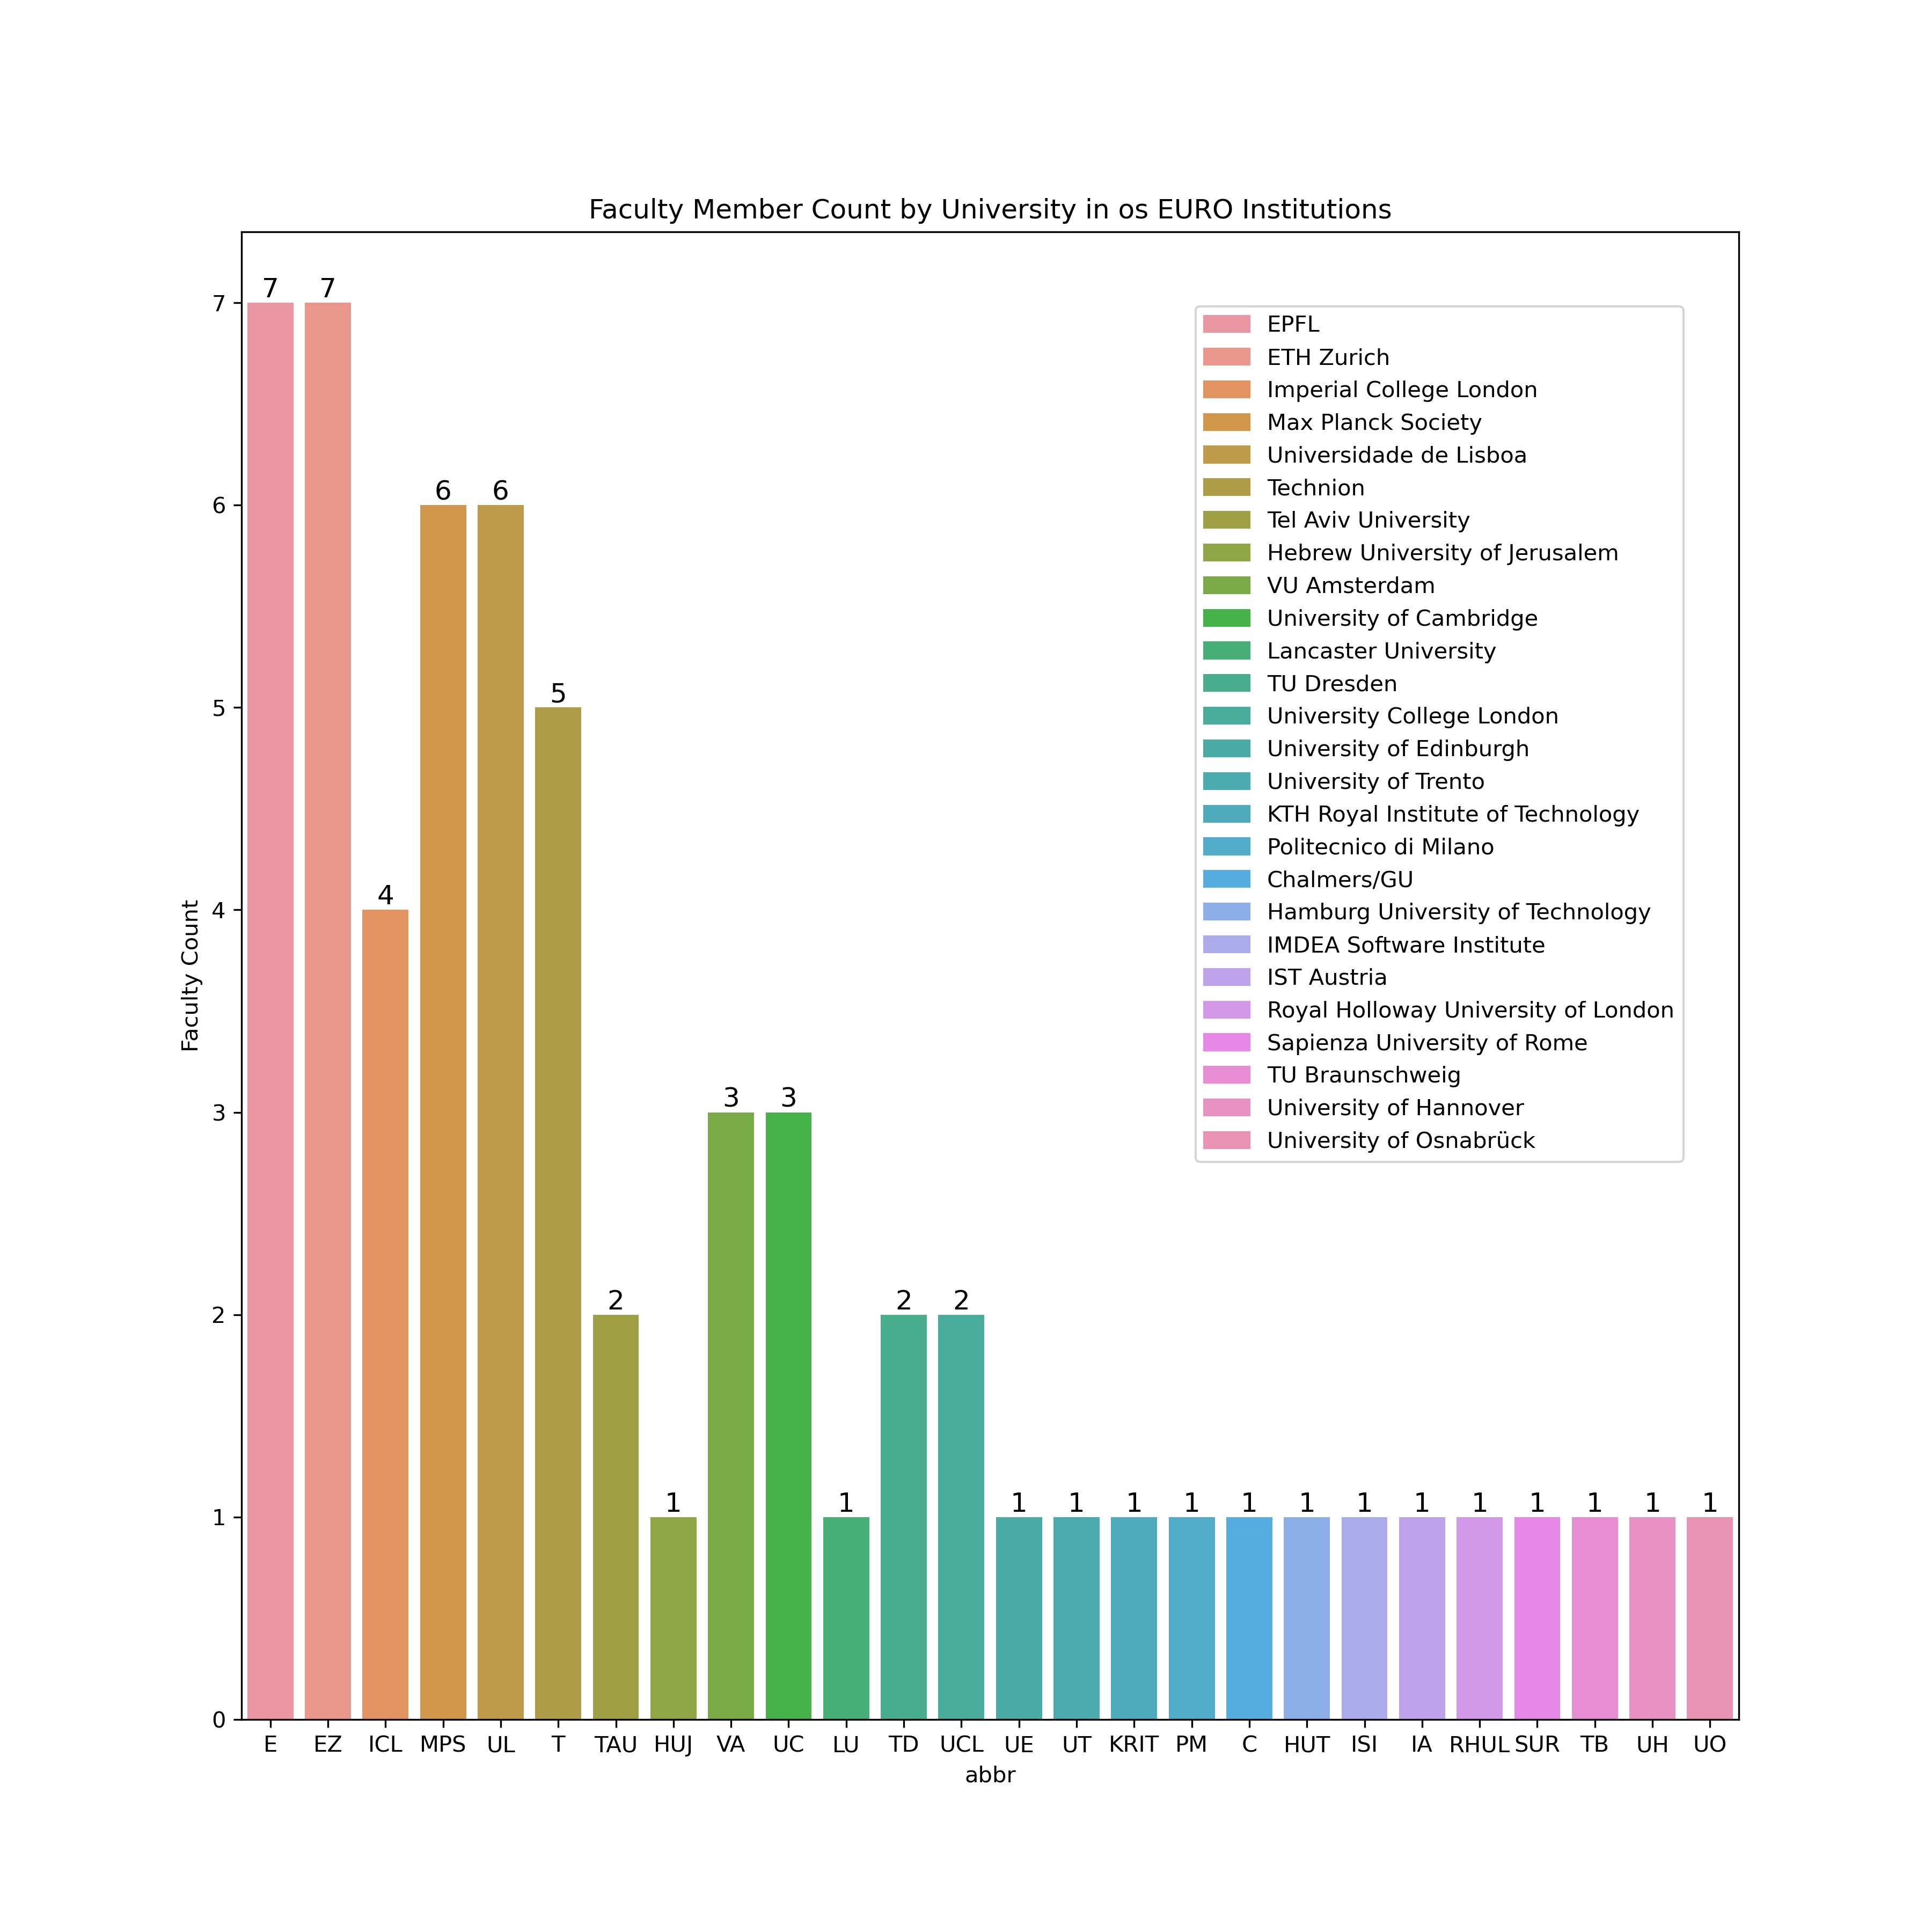 Faculty Member Count by University in os EURO Institutions
Faculty Count
7
6
5
4
3
2
1
0
7 7 4 6 6 5 2 1 3 3 1 2 2 1 1 1 1 1 1 1 1 1 1 1 1 1
EPFL
ETH Zurich
Imperial College London
Max Planck Society
Universidade de Lisboa
Technion
Tel Aviv University
Hebrew University of Jerusalem
VU Amsterdam
University of Cambridge
Lancaster University
TU Dresden
University College London
University of Edinburgh
University of Trento
KTH Royal Institute of Technology
Politecnico di Milano
Chalmers/GU
Hamburg University of Technology
IMDEA Software Institute
IST Austria
Royal Holloway University of London
Sapienza University of Rome
TU Braunschweig
University of Hannover
University of Osnabrück
E EZ ICL MPS UL T TAU HUJ VA UC LU TD UCL UE UT KRIT PM C HUT ISI IA RHUL SUR TB UH UO
abbr